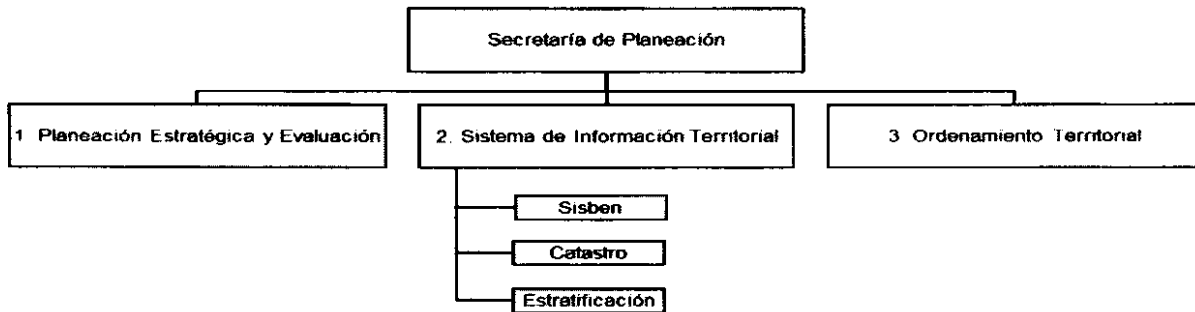 Secretaría de Planeación
1 Planeación Estratégica y Evaluación
2. Sistema de Información Territorial
3 Ordenamiento Territorial
Sisben
Catastro
Estratificación